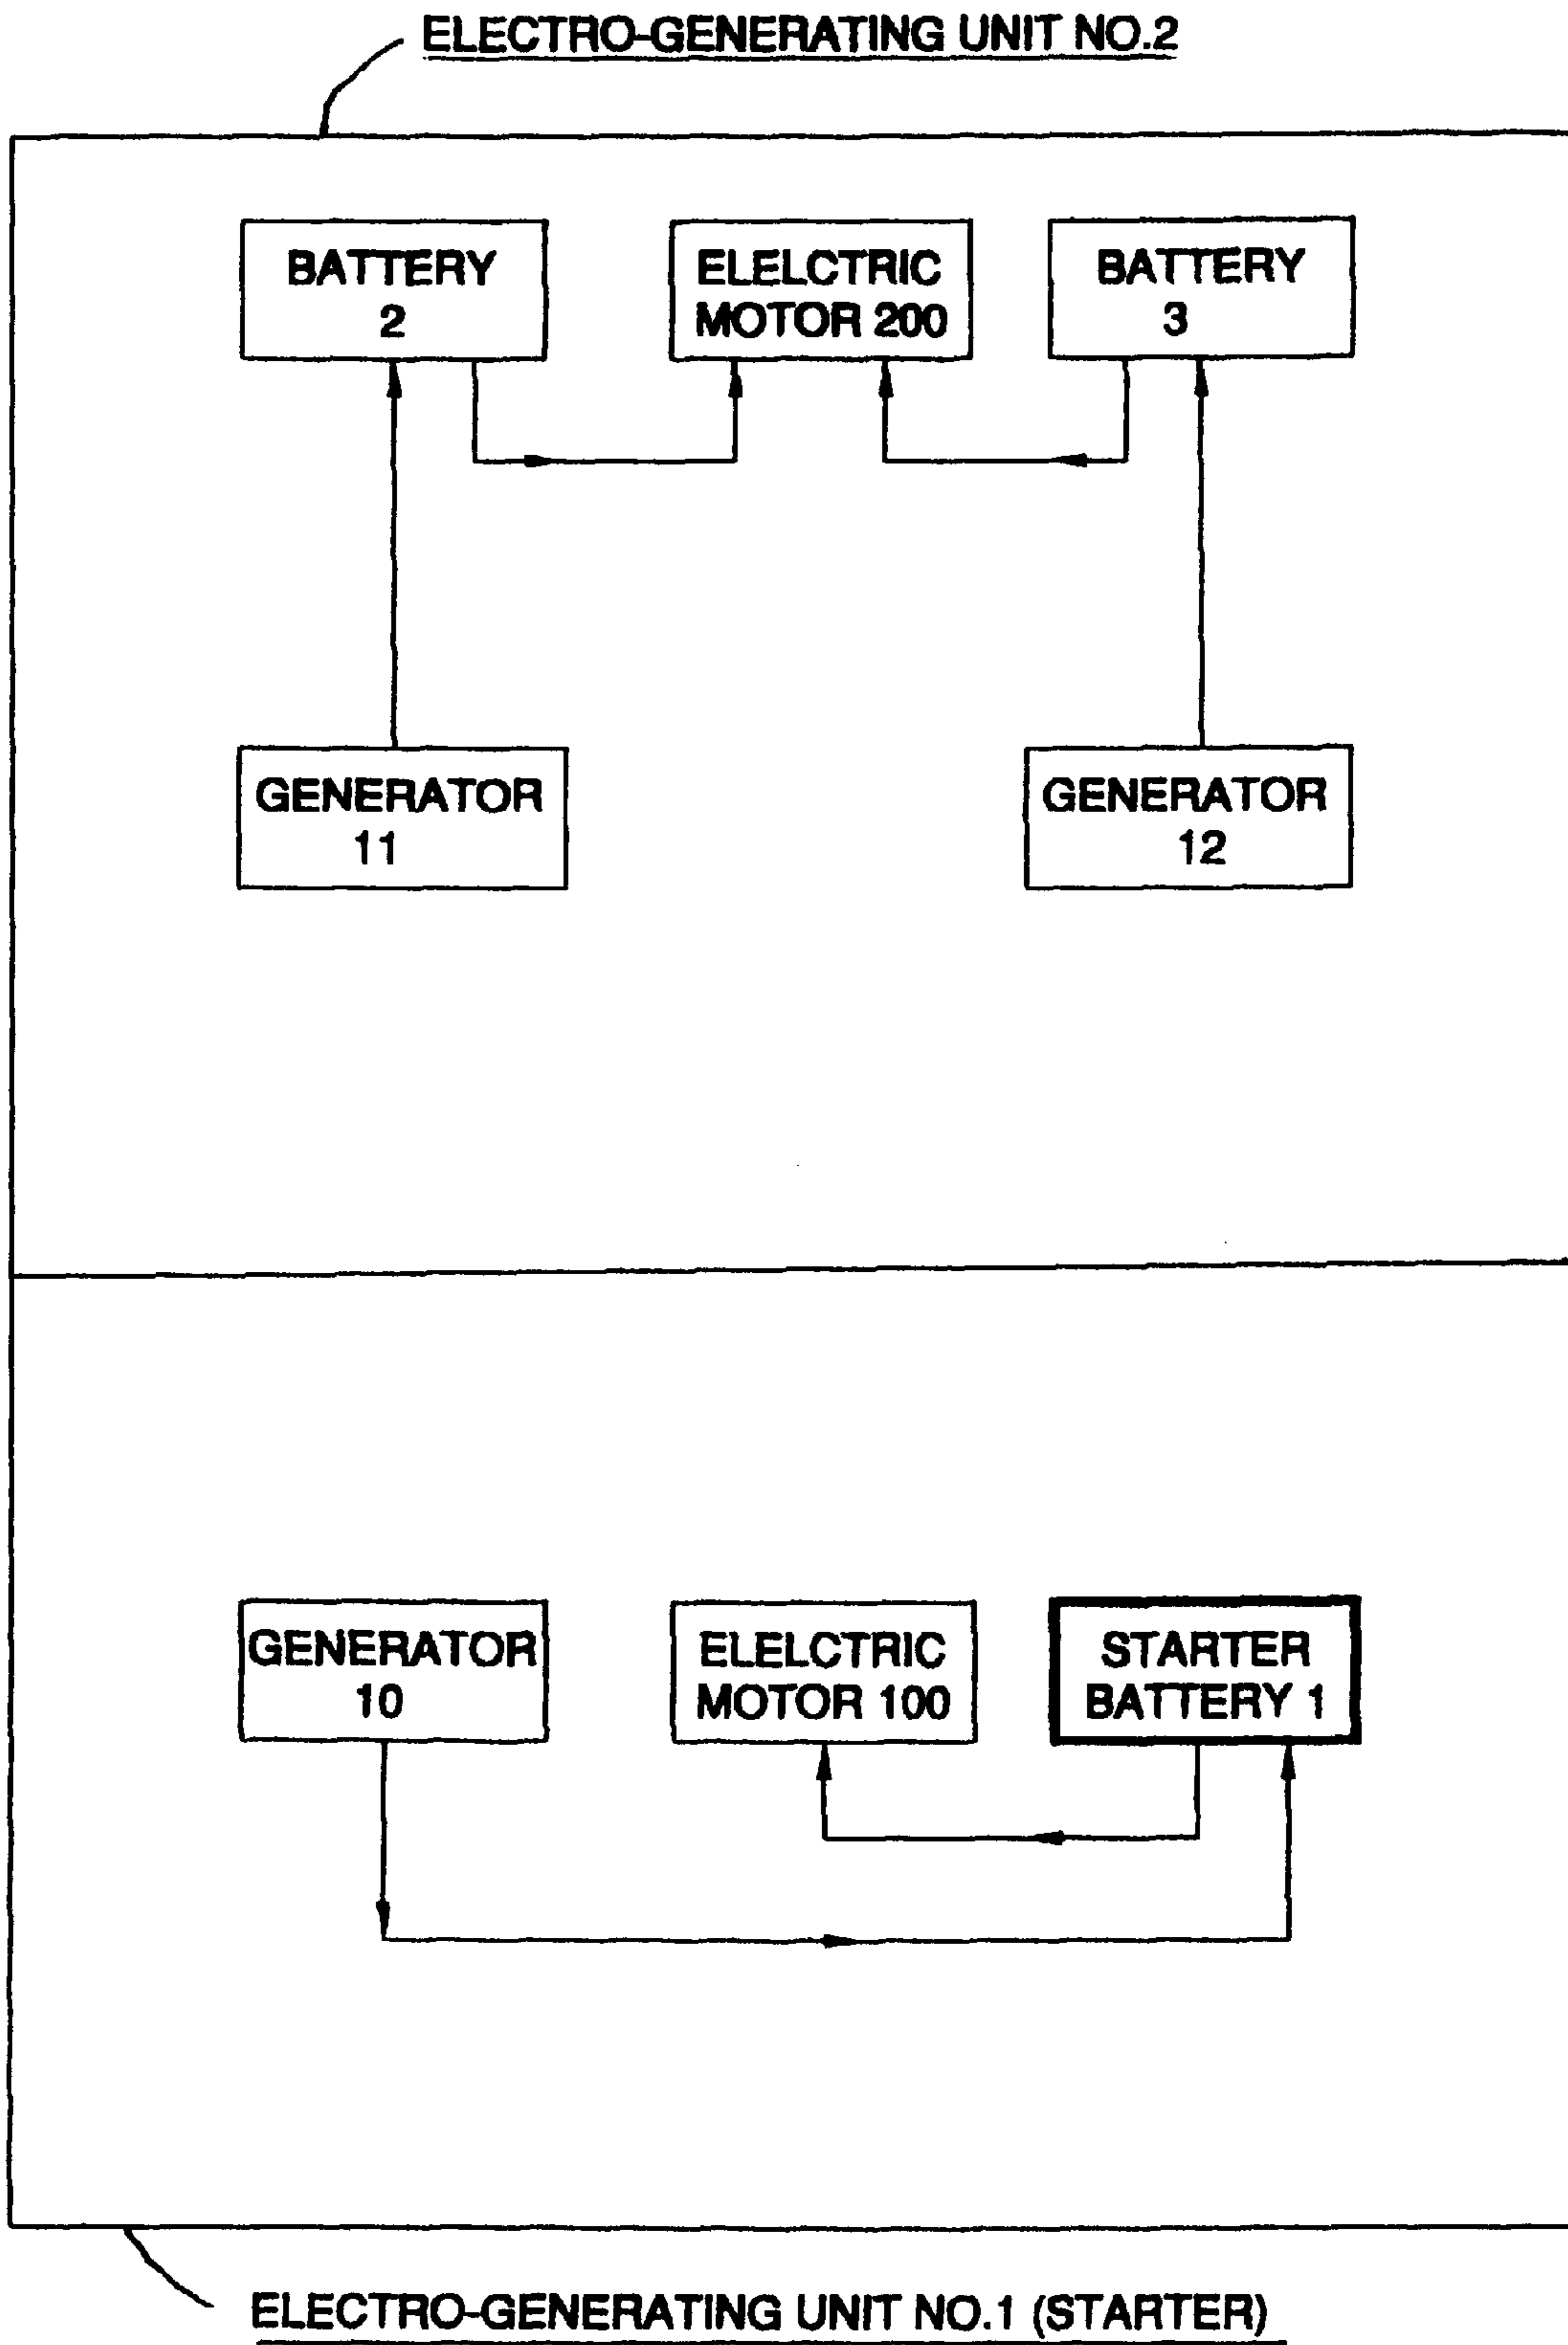 ELECTRO-GENERATING UNIT NO.2
BATTERY
2
ELELCTRIC
MOTOR 200
BATTERY
3
GENERATOR
11
GENERATOR
12
GENERATOR
10
ELELCTRIC
MOTOR 100
STARTER
BATTERY 1
ELECTRO-GENERATING UNIT NO.1 (STARTER)